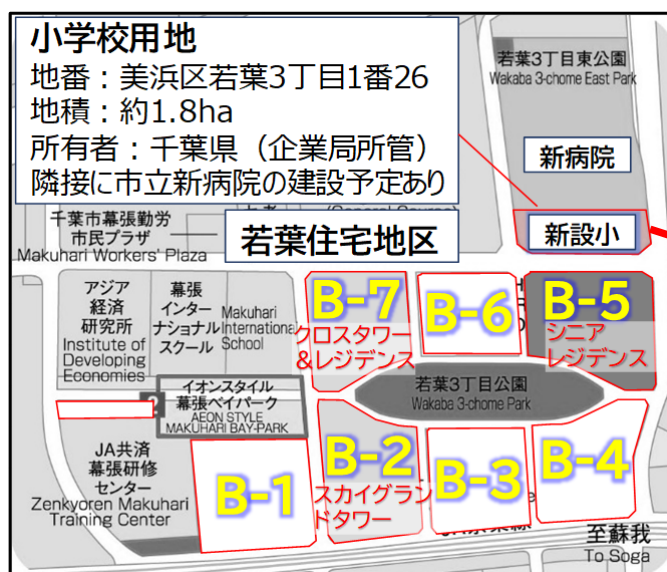 小学校用地
地番：美浜区若葉3丁目1番26
地積：約1.8ha
所有者：千葉県（企業局所管）
隣接に市立新病院の建設予定あり
若葉3丁目東公園
Wakaba 3-chome East Park
新病院
新設小
千葉市幕張勤労
市民プラザ
Makuhari Workers' Plaza
若葉住宅地区
アジア
経済
研究所
Institute of
Developing
Economies
幕張
インター
ナショナル
スクール
Makuhari
International
School
B-7
クロスタワー
&レジデンス
B-6
B-5
シニア
レジデンス
イオンスタイル
幕張ベイパーク
AEON STYLE
MAKUHARI BAY-PARK
若葉3丁目公園
Wakaba 3-chome Park
JA共済
幕張研修
センター
Zenkyoren Makuhari
Training Center
B-1
B-2
スカイグラン
ドタワー
B-3
B-4
至蘇我
To Soga